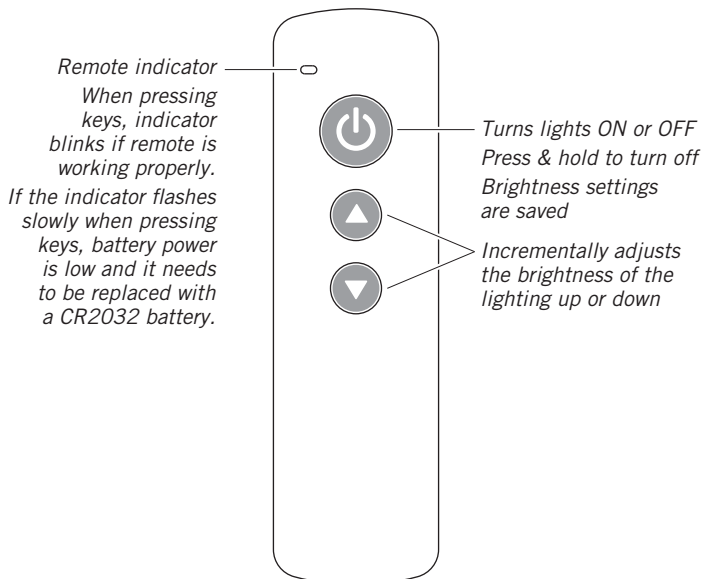 Remote indicator
When pressing
keys, indicator
blinks if remote is
working properly.
If the indicator flashes
slowly when pressing
keys, battery power
is low and it needs
to be replaced with
a CR2032 battery.
Turns lights ON or OFF
Press & hold to turn off
Brightness settings
are saved
Incrementally adjusts
the brightness of the
lighting up or down